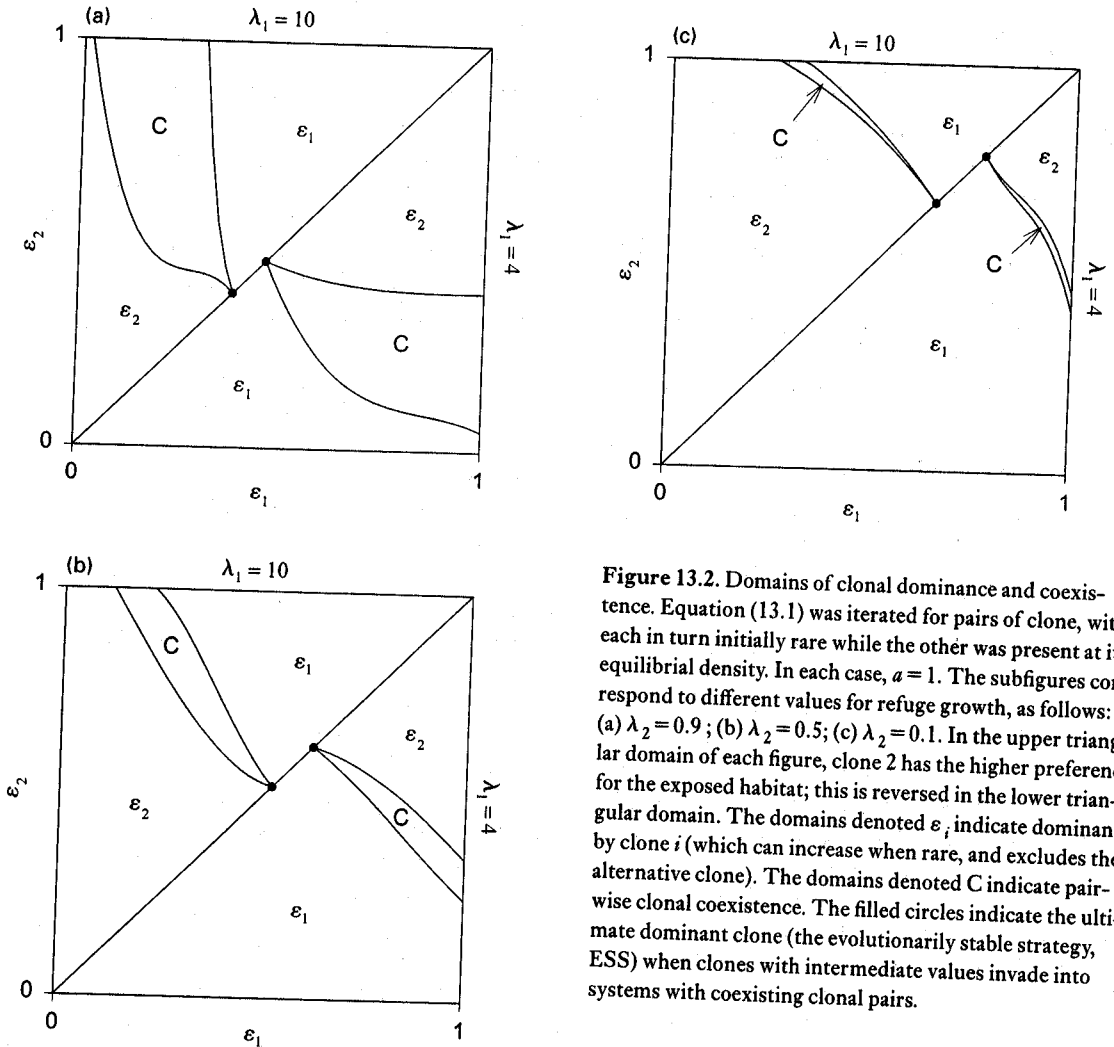 (a)
λ₁ = 10
1
C
ε₁
ε₂
ε₂
λ₁ = 4
ε₂
C
ε₁
0
0
1
ε₁
(b)
λ₁ = 10
1
C
ε₁
ε₂
ε₂
ε₂
λ₁ = 4
C
ε₁
0
0
1
ε₁
(c)
λ₁ = 10
1
C
ε₁
ε₂
ε₂
ε₂
C
λ₁ = 4
ε₁
0
0
1
ε₁
Figure 13.2. Domains of clonal dominance and coexis-
tence. Equation (13.1) was iterated for pairs of clone, wit
each in turn initially rare while the other was present at i
equilibrial density. In each case, a = 1. The subfigures cor
respond to different values for refuge growth, as follows:
(a) λ₂ = 0.9 ; (b) λ₂ = 0.5; (c) λ₂ = 0.1. In the upper triang
lar domain of each figure, clone 2 has the higher preferenc
for the exposed habitat; this is reversed in the lower trian-
gular domain. The domains denoted εᵢ indicate dominan
by clone i (which can increase when rare, and excludes the
alternative clone). The domains denoted C indicate pair-
wise clonal coexistence. The filled circles indicate the ulti-
mate dominant clone (the evolutionarily stable strategy,
ESS) when clones with intermediate values invade into
systems with coexisting clonal pairs.